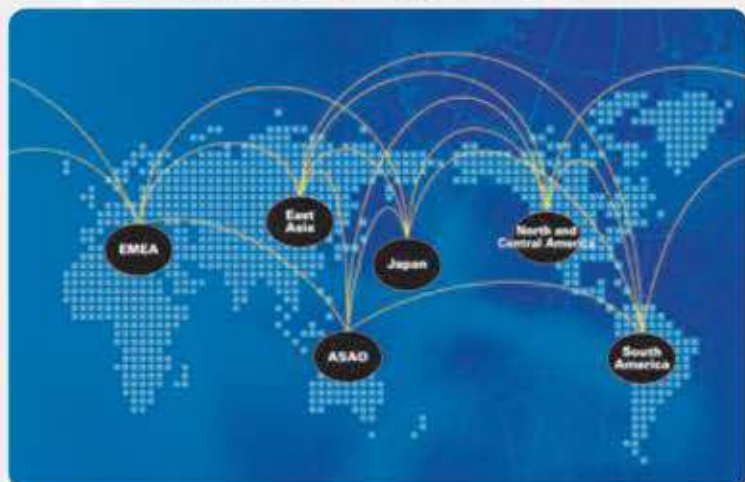 EMEA
East
Asia
Japan
North and
Central America
ASAO
South
America